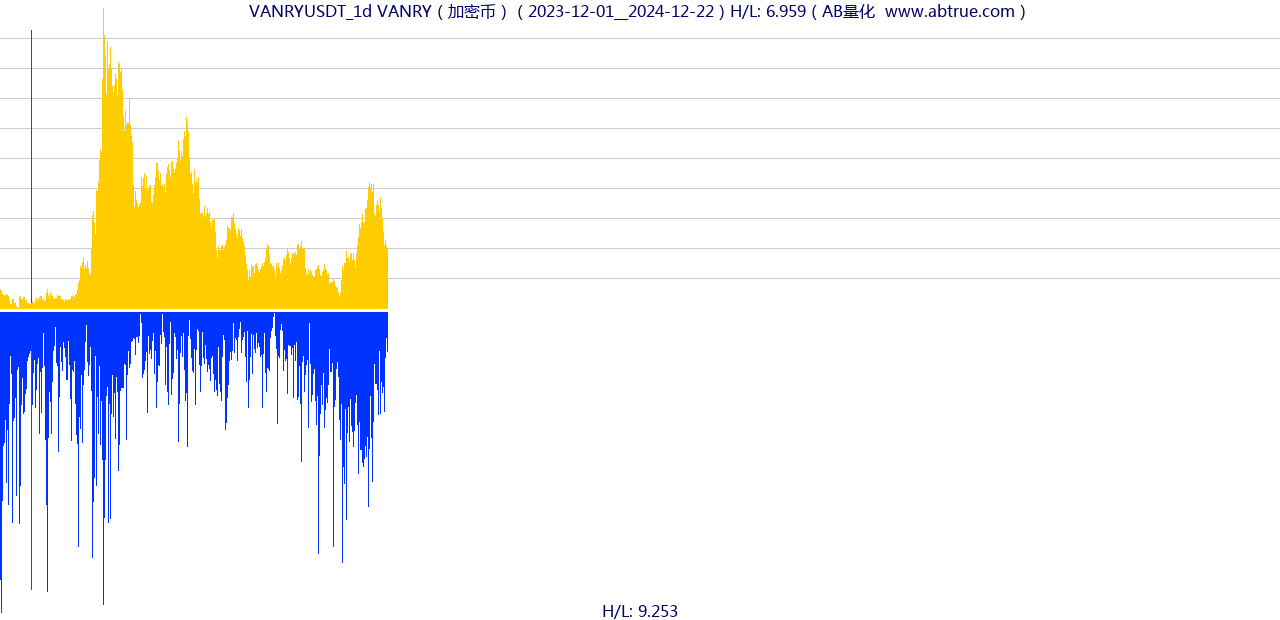 VANRYUSDT_1d VANRY（加密币）（2023-12-01__2024-12-22）H/L: 6.959（AB量化  www.abtrue.com）
H/L: 9.253